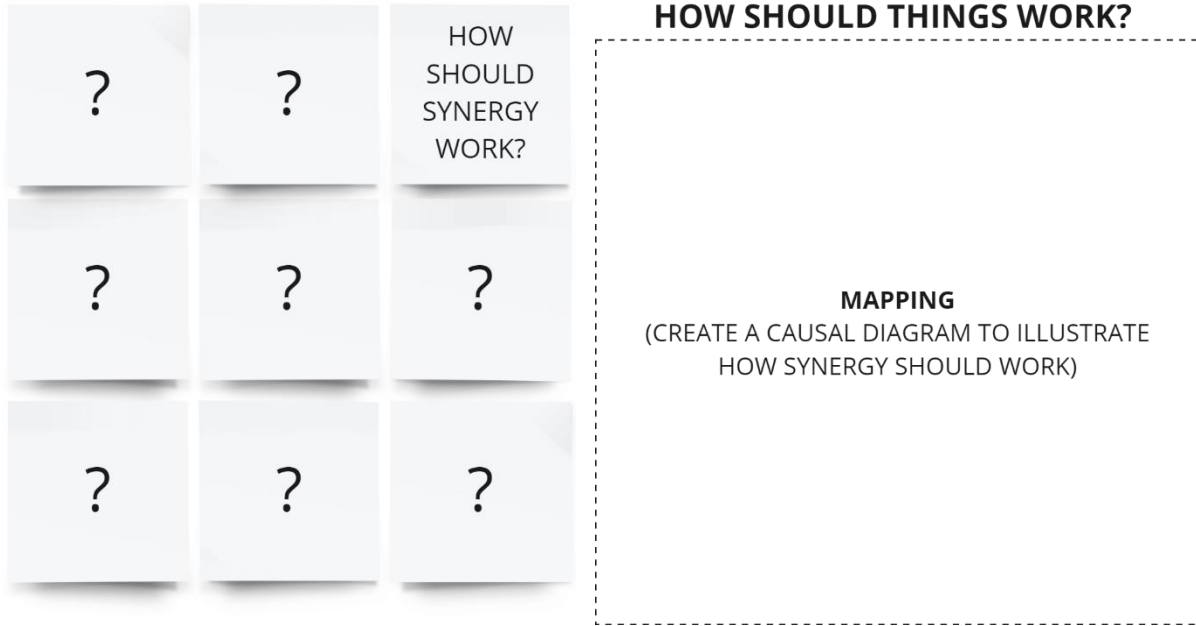 ?
?
HOW
SHOULD
SYNERGY
WORK?
?
?
?
?
?
?
HOW SHOULD THINGS WORK?
MAPPING
(CREATE A CAUSAL DIAGRAM TO ILLUSTRATE
HOW SYNERGY SHOULD WORK)